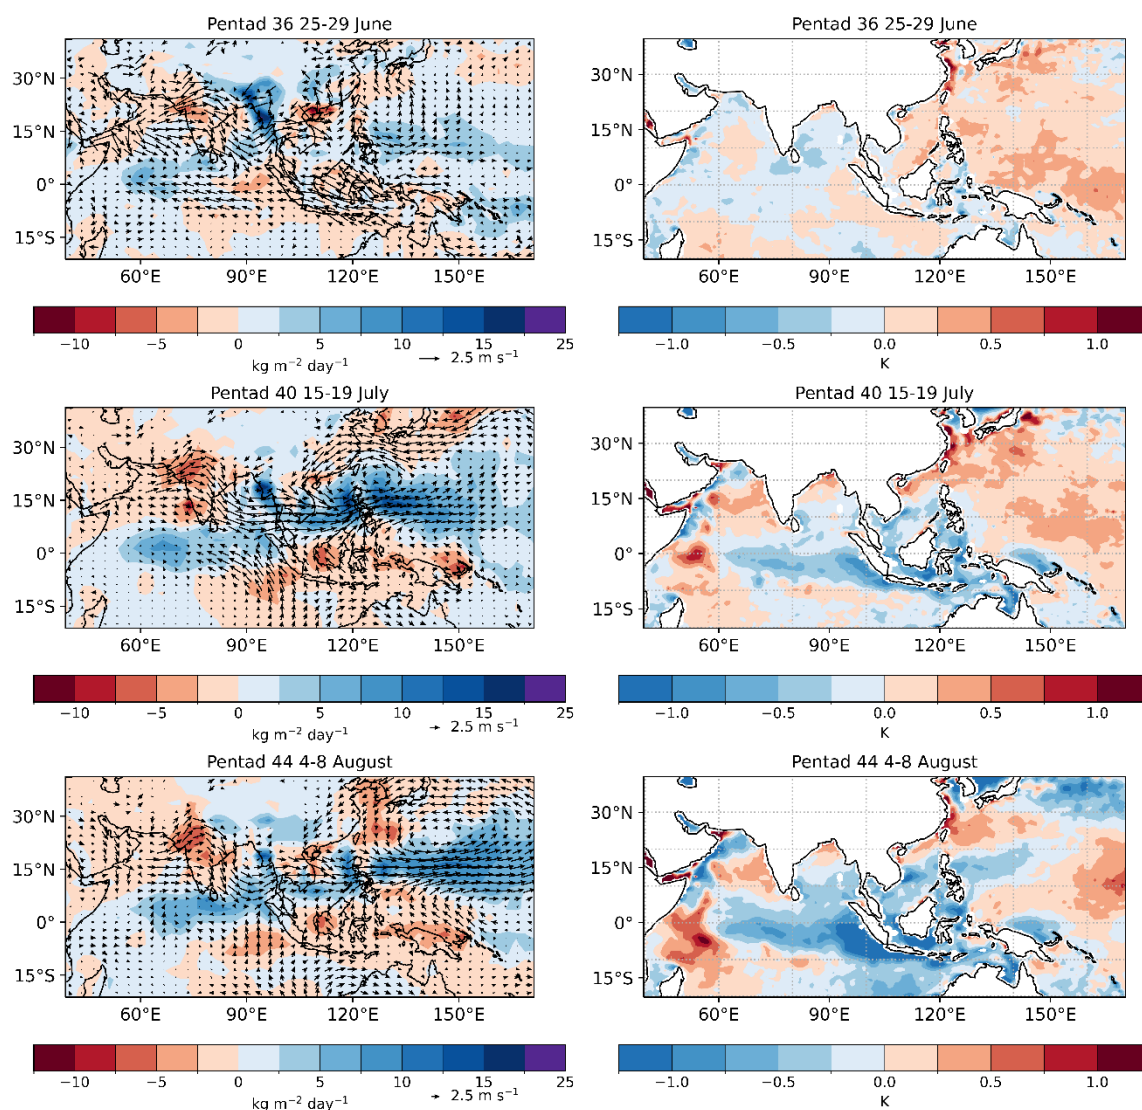 Pentad 36 25-29 June
Pentad 36 25-29 June
30°N
15°N
0°
15°S
60°E 90°E 120°E 150°E
30°N
15°N
0°
15°S
60°E 90°E 120°E 150°E
−10 −5 0 5 10 15 25
kg m⁻² day⁻¹
2.5 m s⁻¹
−1.0 −0.5 0.0 0.5 1.0
K
Pentad 40 15-19 July
Pentad 40 15-19 July
30°N
15°N
0°
15°S
60°E 90°E 120°E 150°E
30°N
15°N
0°
15°S
60°E 90°E 120°E 150°E
−10 −5 0 5 10 15 25
kg m⁻² day⁻¹
2.5 m s⁻¹
−1.0 −0.5 0.0 0.5 1.0
K
Pentad 44 4-8 August
Pentad 44 4-8 August
30°N
15°N
0°
15°S
60°E 90°E 120°E 150°E
30°N
15°N
0°
15°S
60°E 90°E 120°E 150°E
−10 −5 0 5 10 15 25
kg m⁻² day⁻¹
2.5 m s⁻¹
−1.0 −0.5 0.0 0.5 1.0
K